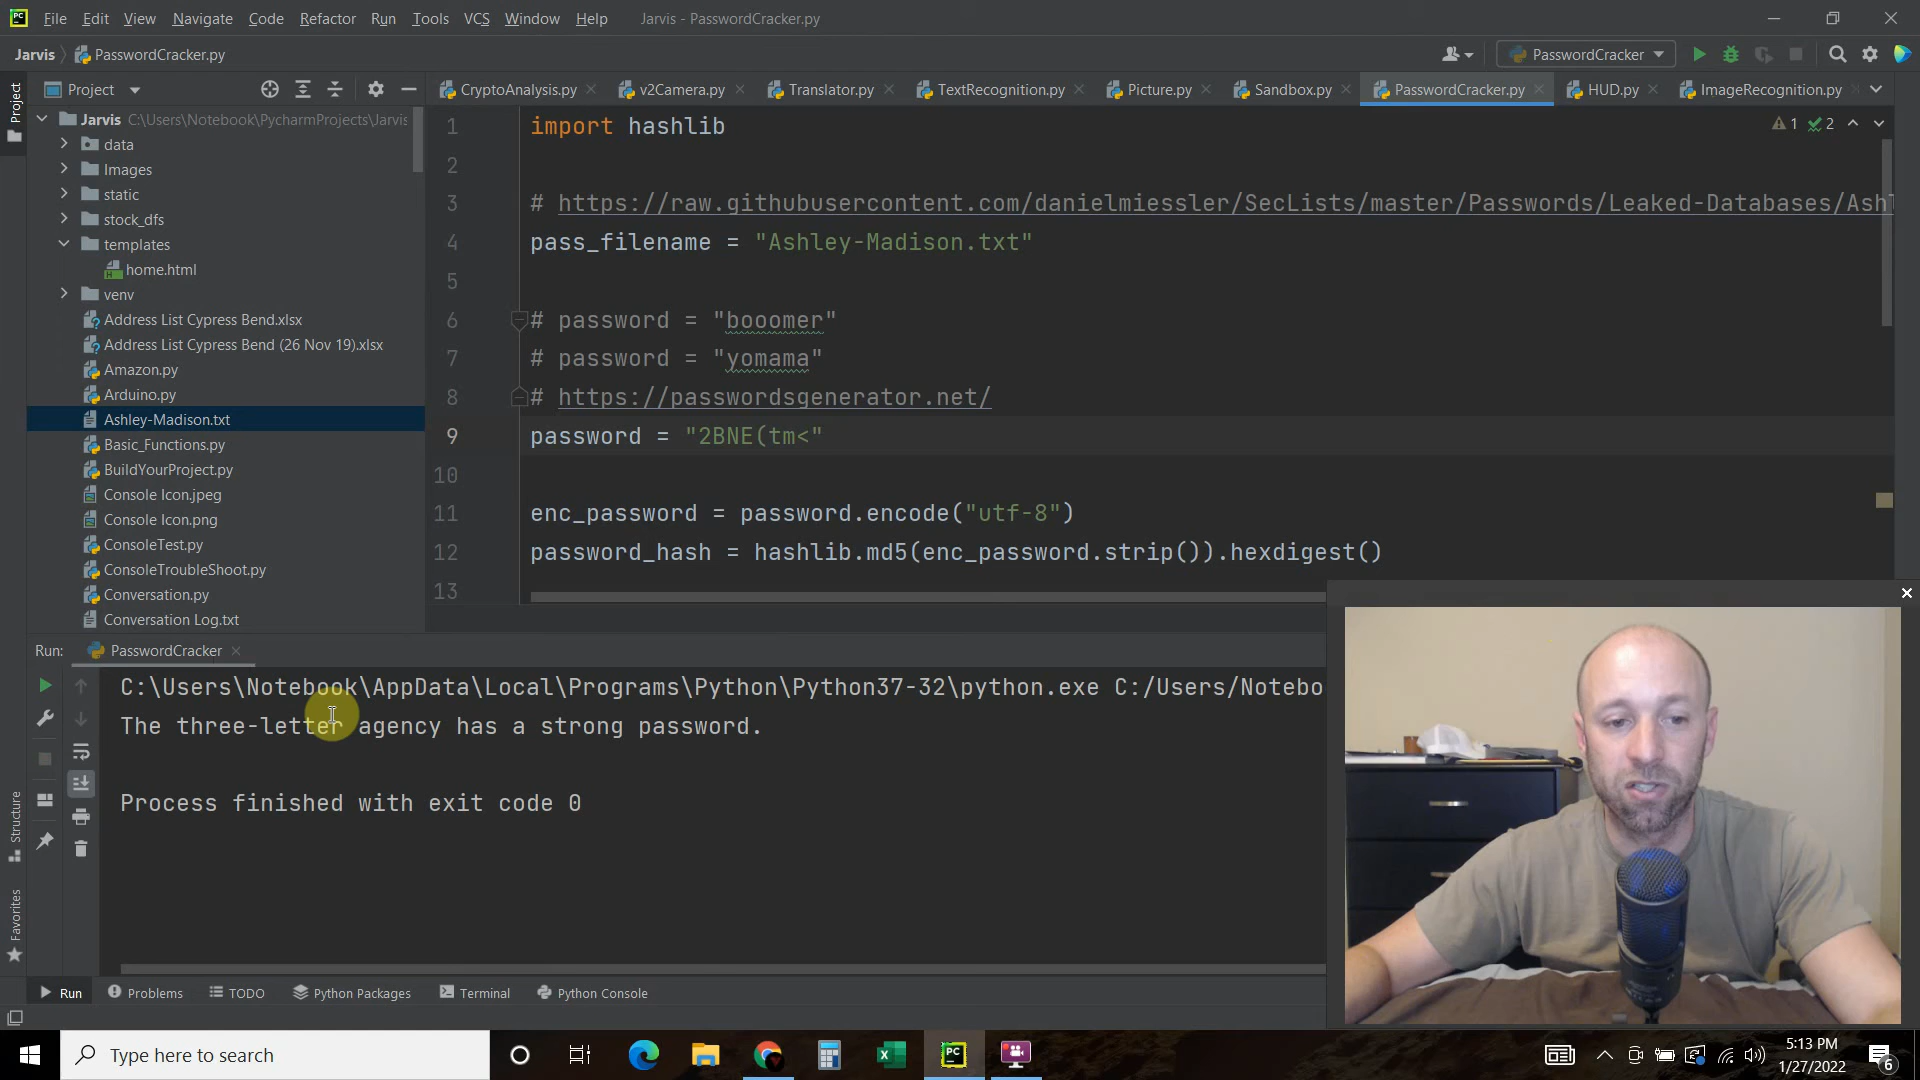 File Edit View Navigate Code Refactor Run Tools VCS Window Help Jarvis - PasswordCracker.py
Jarvis PasswordCracker.py PasswordCracker
Project
CryptoAnalysis.py v2Camera.py Translator.py TextRecognition.py Picture.py Sandbox.py PasswordCracker.py HUD.py ImageRecognition.py
Project
Jarvis C:\Users\Notebook\PycharmProjects\Jarvis
data
Images
static
stock_dfs
templates
home.html
venv
Address List Cypress Bend.xlsx
Address List Cypress Bend (26 Nov 19).xlsx
Amazon.py
Arduino.py
Ashley-Madison.txt
Basic_Functions.py
BuildYourProject.py
Console Icon.jpeg
Console Icon.png
ConsoleTest.py
ConsoleTroubleShoot.py
Conversation.py
Conversation Log.txt
1 import hashlib
1 2
2
3 # https://raw.githubusercontent.com/danielmiessler/SecLists/master/Passwords/Leaked-Databases/Ashl
4 pass_filename = "Ashley-Madison.txt"
5
6 # password = "booomer"
7 # password = "yomama"
8 # https://passwordsgenerator.net/
9 password = "2BNE(tm<"
10
11 enc_password = password.encode("utf-8")
12 password_hash = hashlib.md5(enc_password.strip()).hexdigest()
13
Run: PasswordCracker
C:\Users\Notebook\AppData\Local\Programs\Python\Python37-32\python.exe C:/Users/Notebo
The three-letter agency has a strong password.
Process finished with exit code 0
Structure
Favorites
Run Problems TODO Python Packages Terminal Python Console
Type here to search
5:13 PM
1/27/2022
6